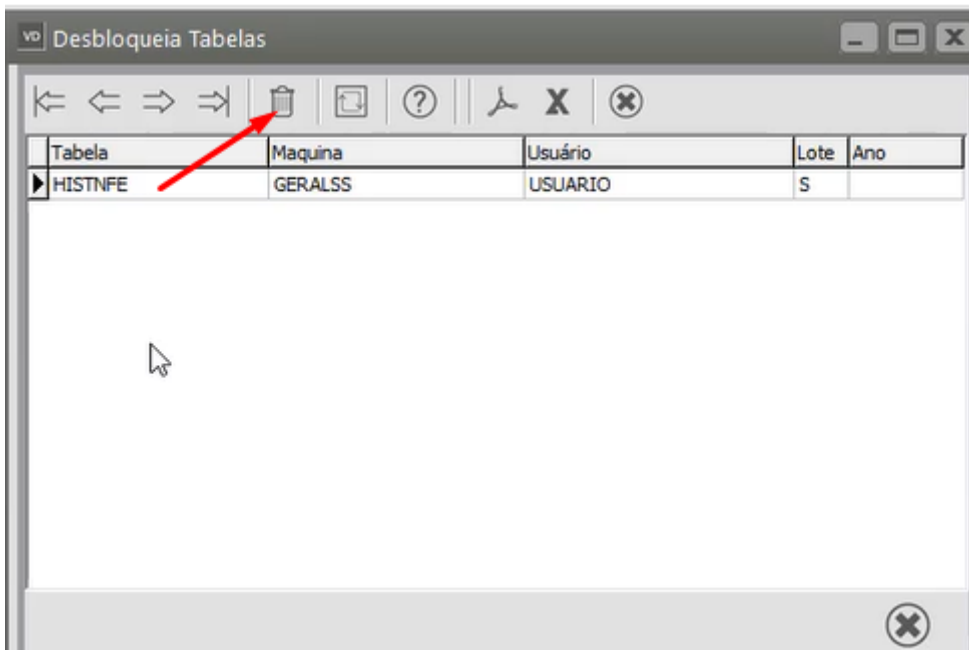 VD Desbloqueia Tabelas
Tabela Maquina Usuário Lote Ano
HISTNFE GERALSS USUARIO S